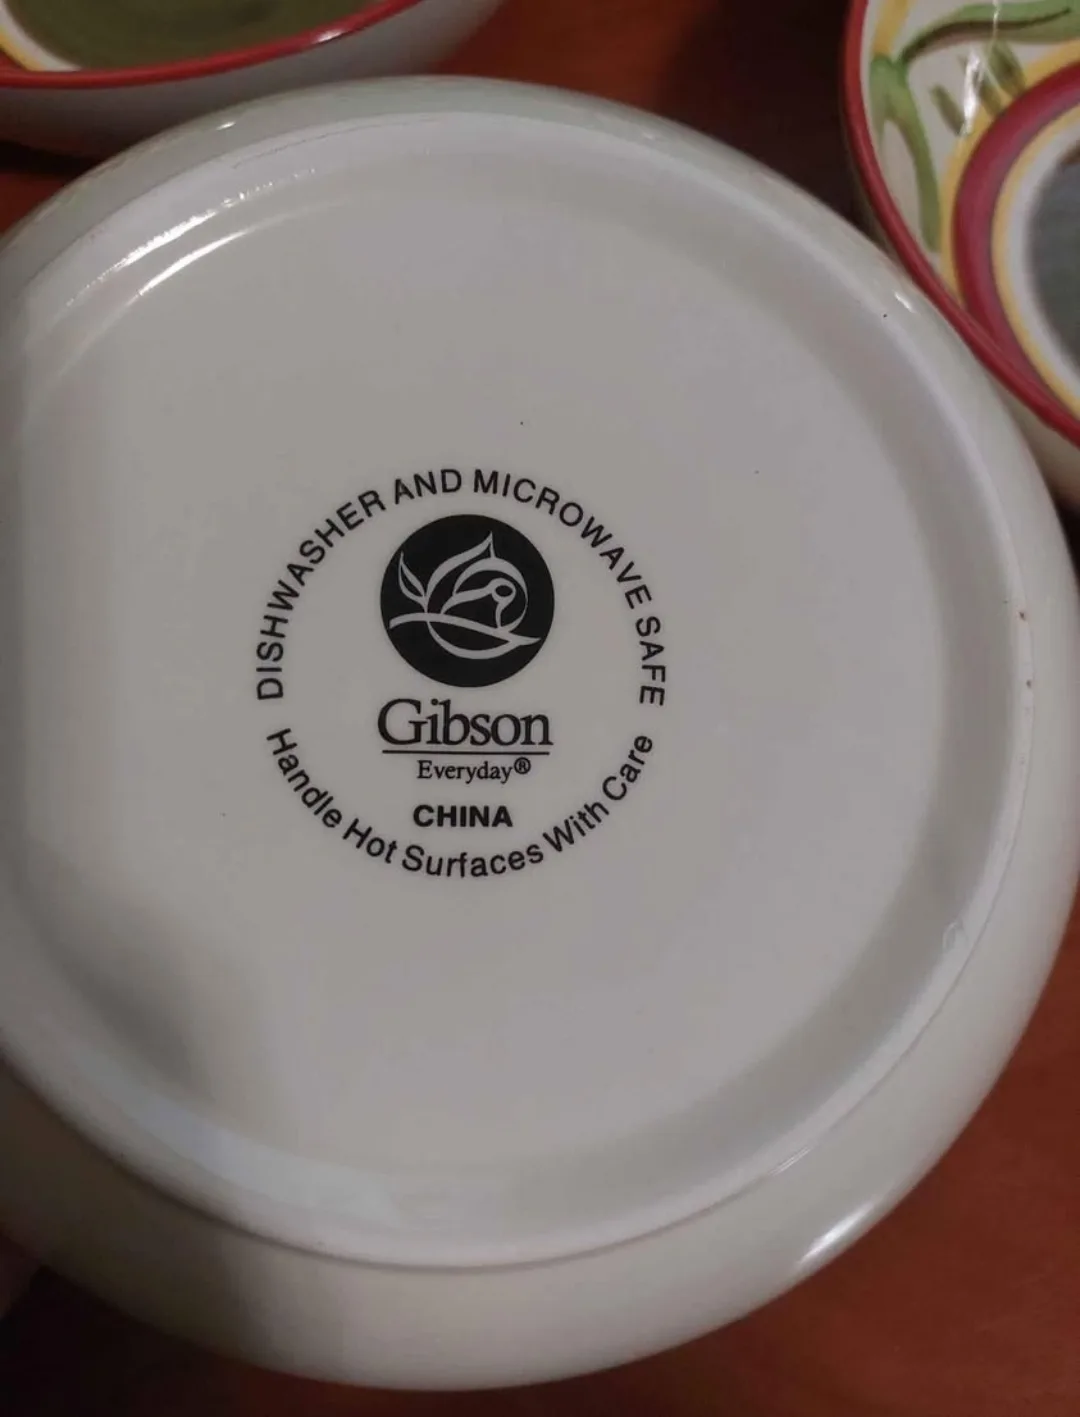 DISHWASHER AND MICROWAVE SAFE
Gibson
Everyday®
CHINA
Handle Hot Surfaces With Care